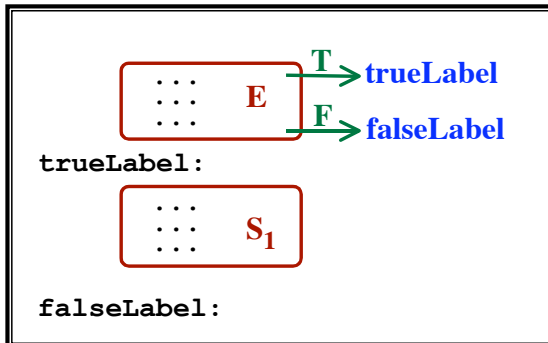 T trueLabel
...
... E
...
F falseLabel
trueLabel:
...
... S1
...
falseLabel: